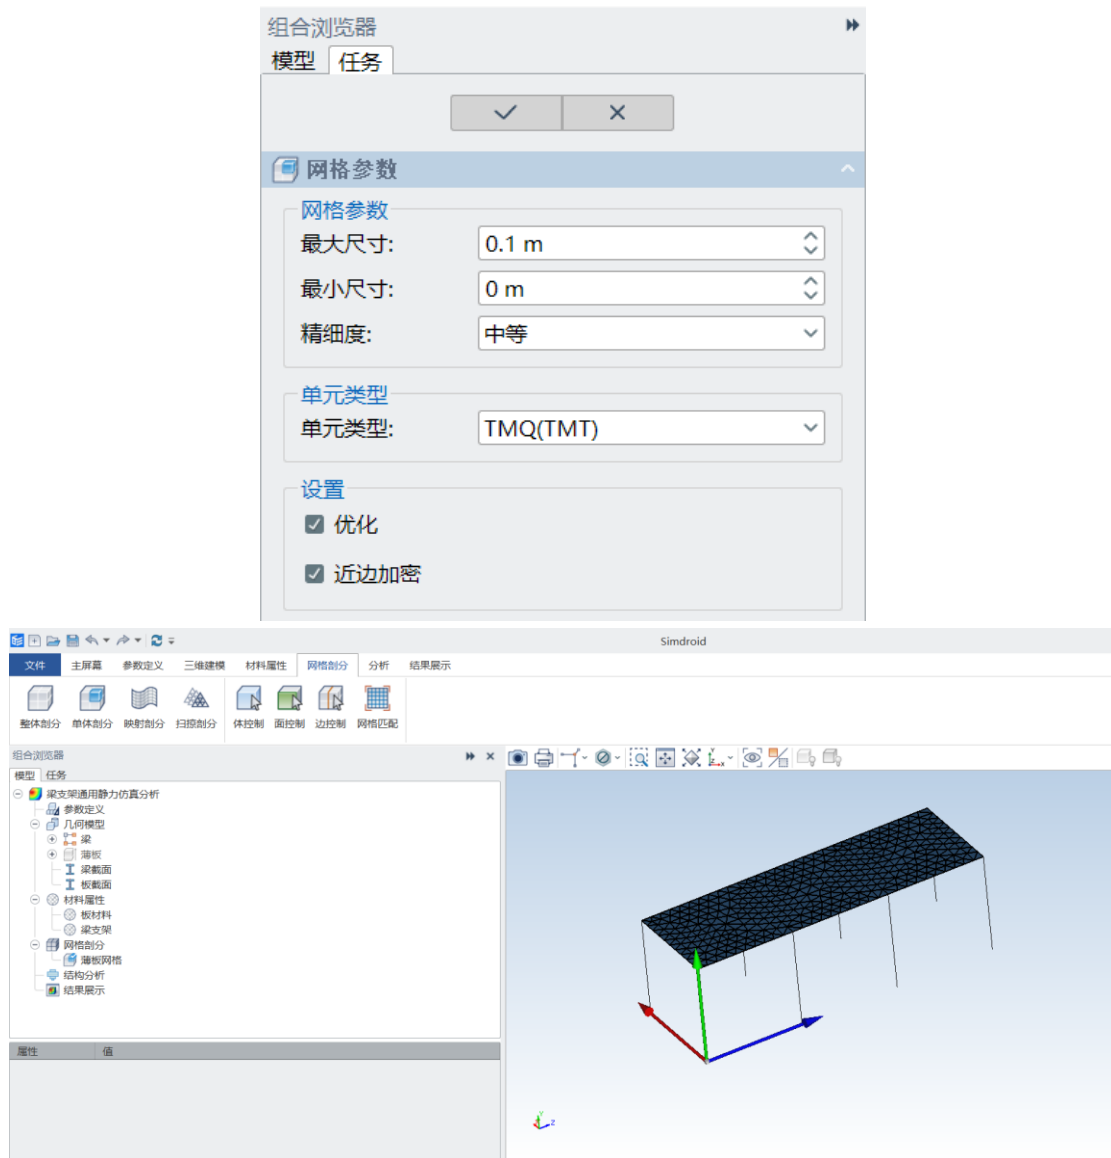 组合浏览器
模型 任务
网格参数
网格参数
最大尺寸: 0.1 m
最小尺寸: 0 m
精细度: 中等
单元类型
单元类型: TMQ(TMT)
设置
优化
近边加密
Simdroid
文件 主屏幕 参数定义 三维建模 材料属性 网格剖分 分析 结果展示
整体剖分 单体剖分 映射剖分 扫掠剖分 体控制 面控制 边控制 网格匹配
组合浏览器
模型 任务
梁支架通用静力仿真分析
参数定义
几何模型
梁
薄板
梁截面
板截面
材料属性
板材料
梁支架
网格剖分
薄板网格
结构分析
结果展示
属性 值
Y
Z